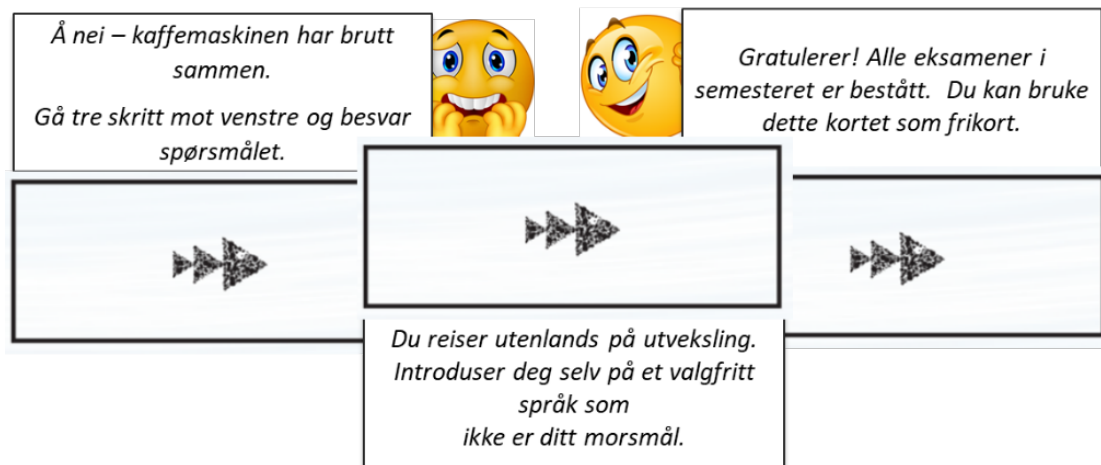 Å nei – kaffemaskinen har brutt
sammen.
Gå tre skritt mot venstre og besvar
spørsmålet.
Gratulerer! Alle eksamener i
semesteret er bestått. Du kan bruke
dette kortet som frikort.
Du reiser utenlands på utveksling.
Introduser deg selv på et valgfritt
språk som
ikke er ditt morsmål.